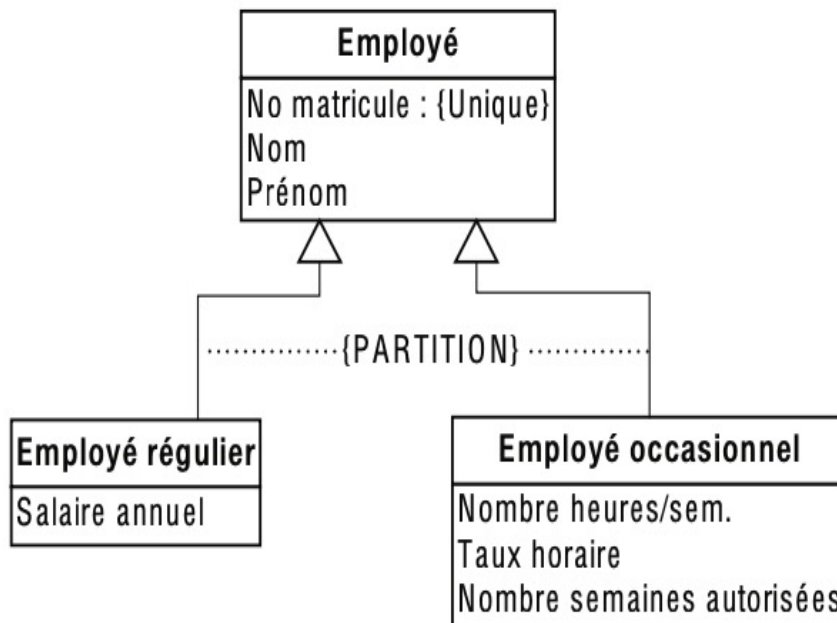 Employé
No matricule : {Unique}
Nom
Prénom
{PARTITION}
Employé régulier
Salaire annuel
Employé occasionnel
Nombre heures/sem.
Taux horaire
Nombre semaines autorisées